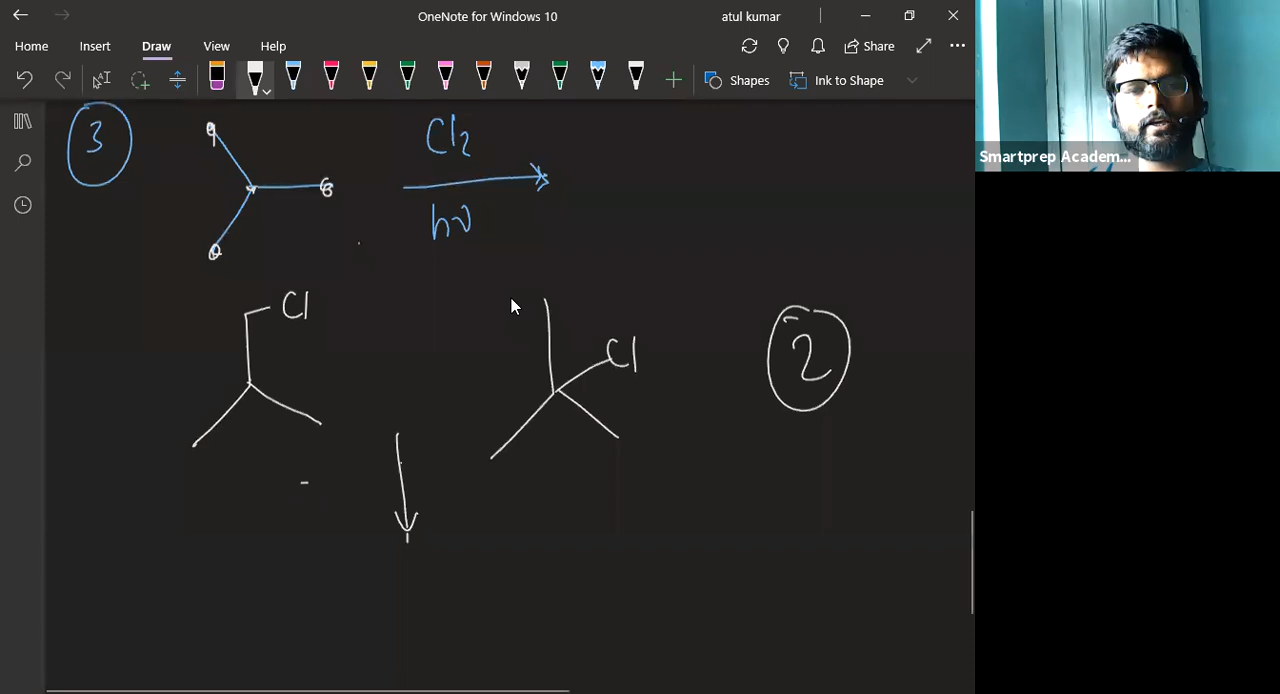 OneNote for Windows 10
atul kumar
Home Insert Draw View Help
Share
Shapes
Ink to Shape
3
Cl2
hν
Cl
Cl
2
Smartprep Academ...